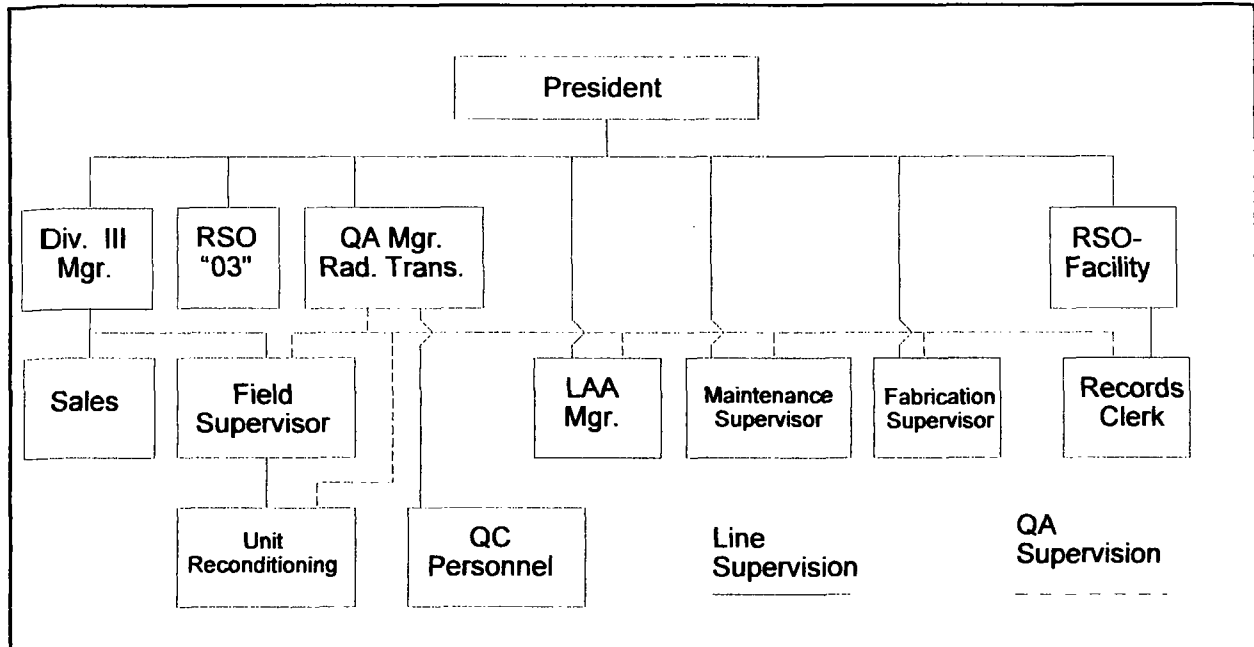 President
Div. III
Mgr.
RSO
"03"
QA Mgr.
Rad. Trans.
RSO-
Facility
Sales
Field
Supervisor
LAA
Mgr.
Maintenance
Supervisor
Fabrication
Supervisor
Records
Clerk
Unit
Reconditioning
QC
Personnel
Line
Supervision
QA
Supervision